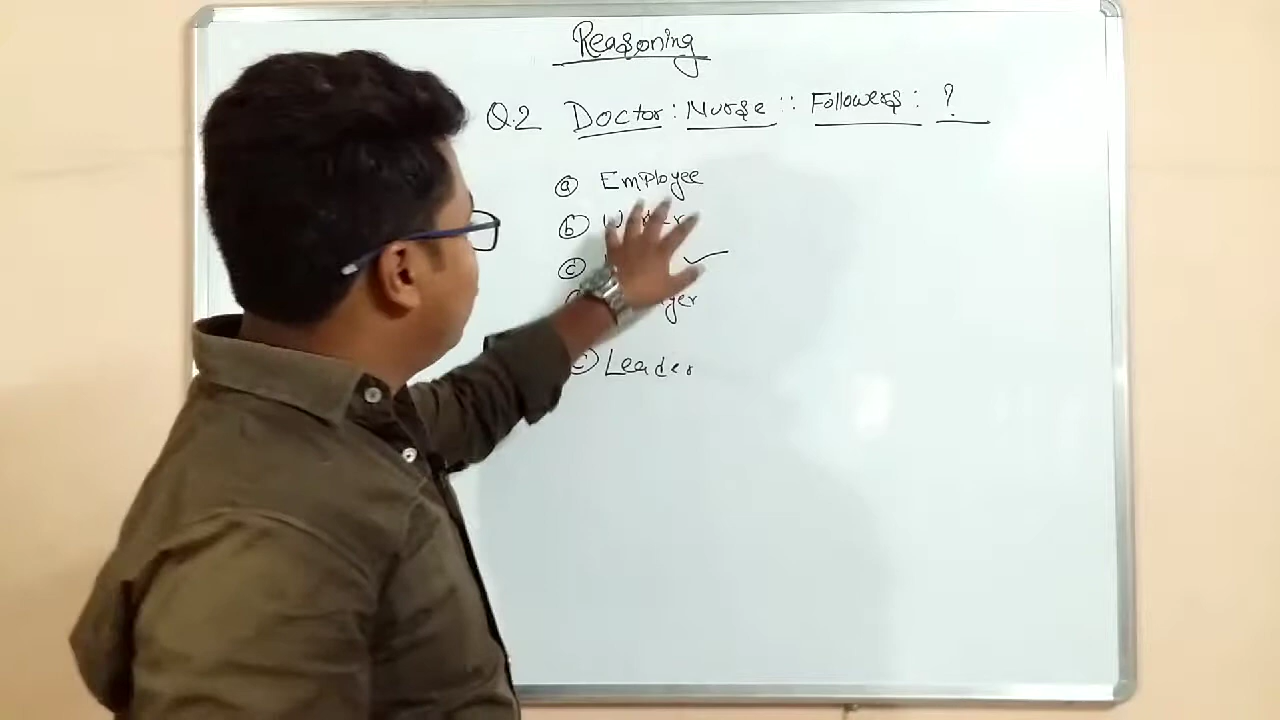 Reasoning
Q.2 Doctor : Nurse :: Followers : ?
(a) Employee
(b)
(c) ✓
(c) Leader